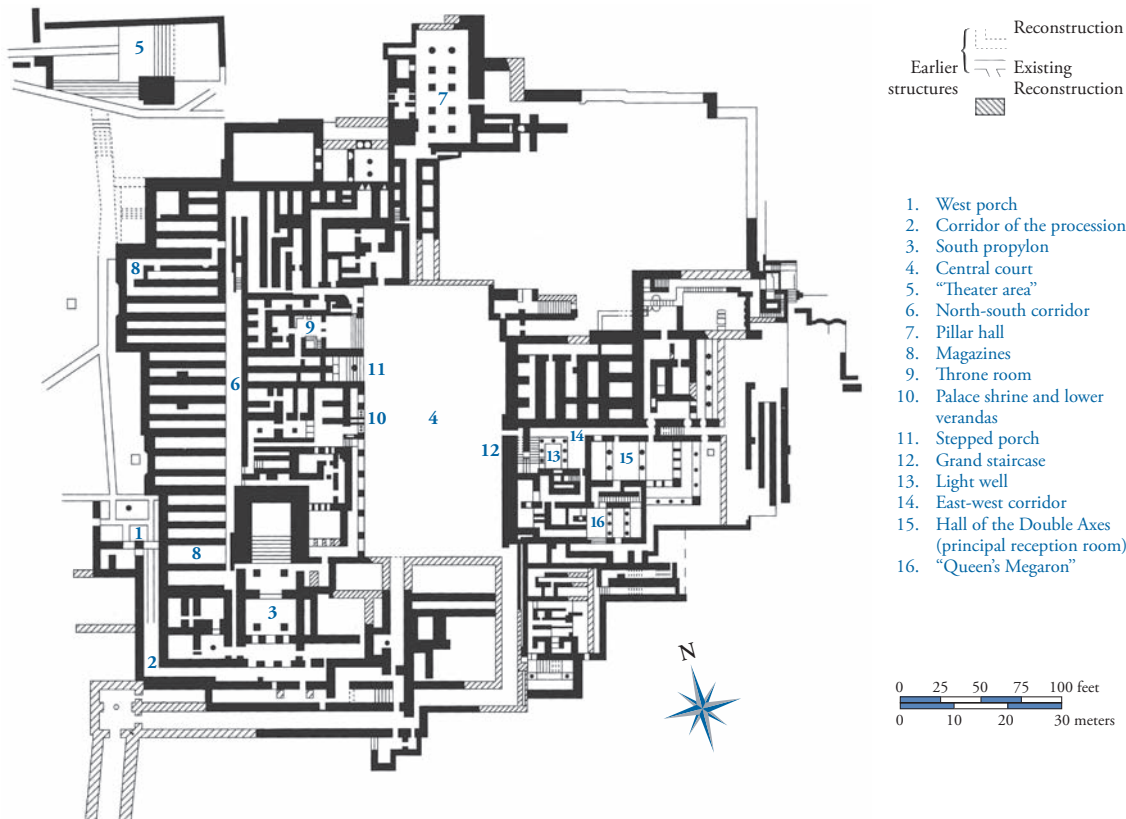 Reconstruction
Earlier
structures
Existing
Reconstruction
1. West porch
2. Corridor of the procession
3. South propylon
4. Central court
5. “Theater area”
6. North-south corridor
7. Pillar hall
8. Magazines
9. Throne room
10. Palace shrine and lower
verandas
11. Stepped porch
12. Grand staircase
13. Light well
14. East-west corridor
15. Hall of the Double Axes
(principal reception room)
16. “Queen’s Megaron”
5
7
8
9
6
11
10
4
12
14
13
15
16
1
8
3
2
N
0 25 50 75 100 feet
0 10 20 30 meters